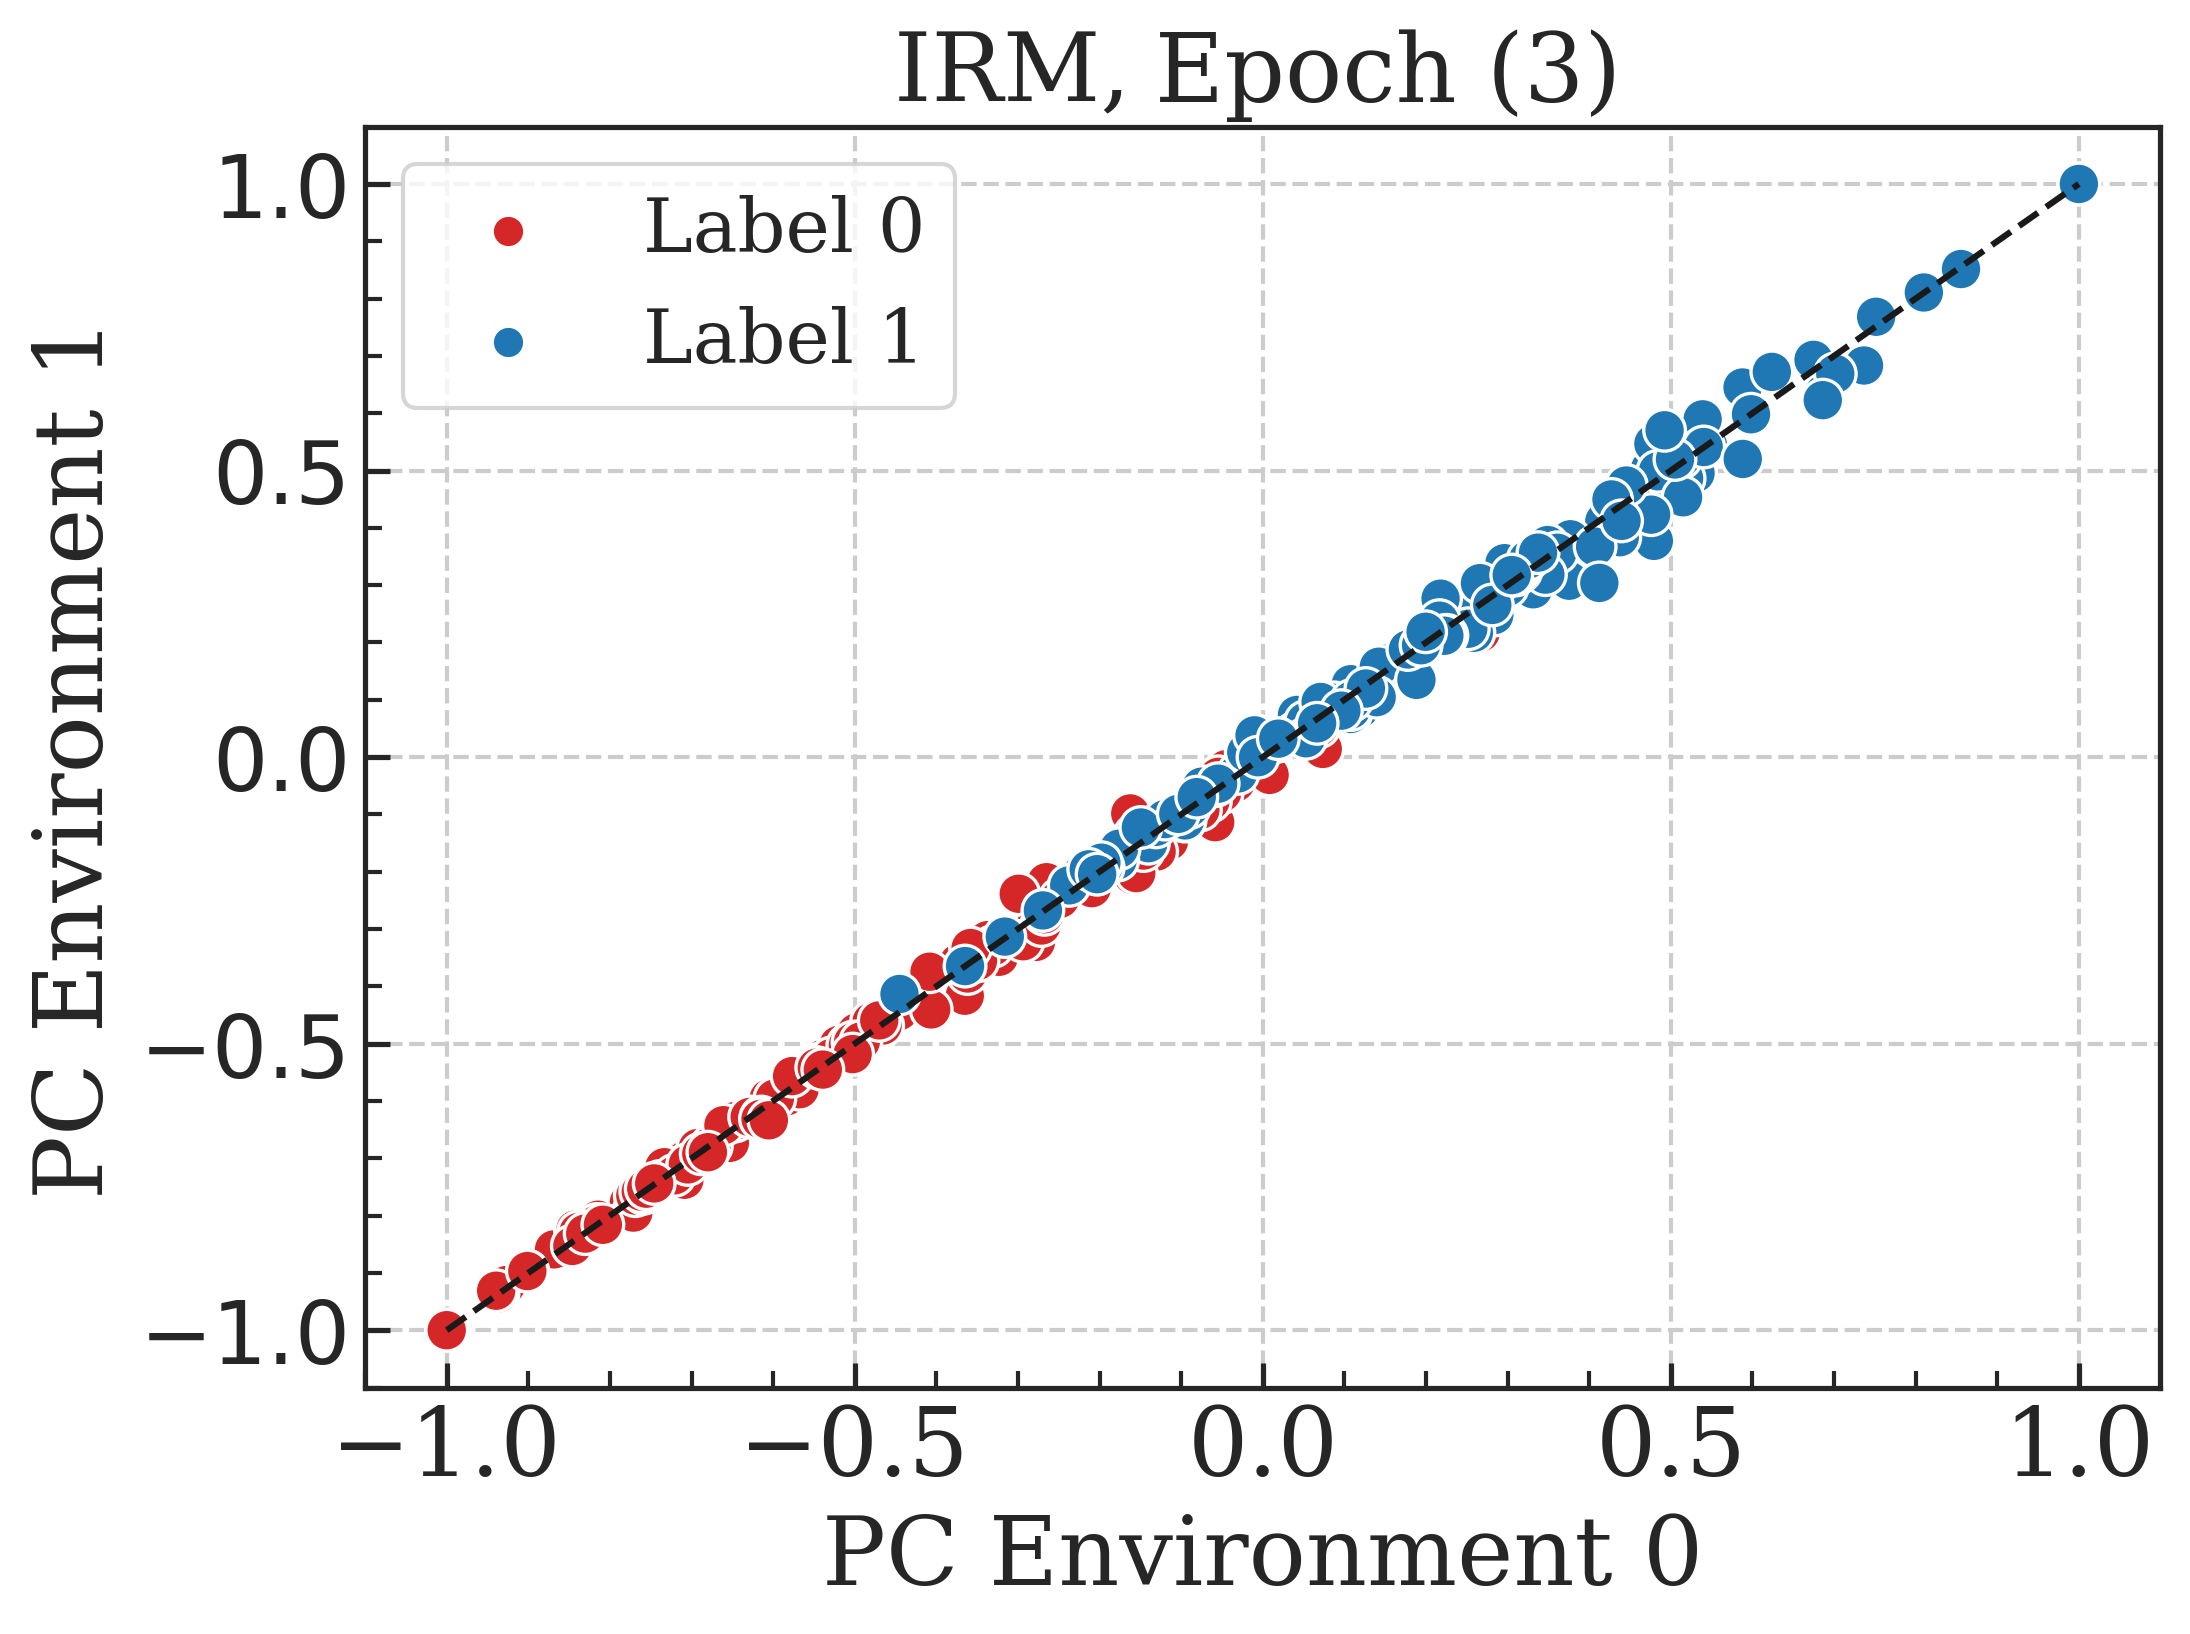 IRM, Epoch (3)
Label 0
Label 1
PC Environment 1
1.0
0.5
0.0
−0.5
−1.0
−1.0 −0.5 0.0 0.5 1.0
PC Environment 0